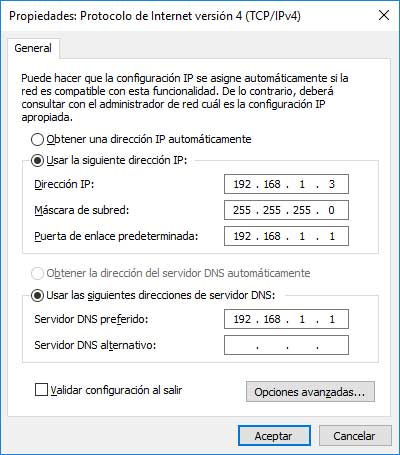 Propiedades: Protocolo de Internet versión 4 (TCP/IPv4)
General
Puede hacer que la configuración IP se asigne automáticamente si la
red es compatible con esta funcionalidad. De lo contrario, deberá
consultar con el administrador de red cuál es la configuración IP
apropiada.
Obtener una dirección IP automáticamente
Usar la siguiente dirección IP:
Dirección IP: 192 . 168 . 1 . 3
Máscara de subred: 255 . 255 . 255 . 0
Puerta de enlace predeterminada: 192 . 168 . 1 . 1
Obtener la dirección del servidor DNS automáticamente
Usar las siguientes direcciones de servidor DNS:
Servidor DNS preferido: 192 . 168 . 1 . 1
Servidor DNS alternativo: . . .
Validar configuración al salir
Opciones avanzadas...
Aceptar Cancelar